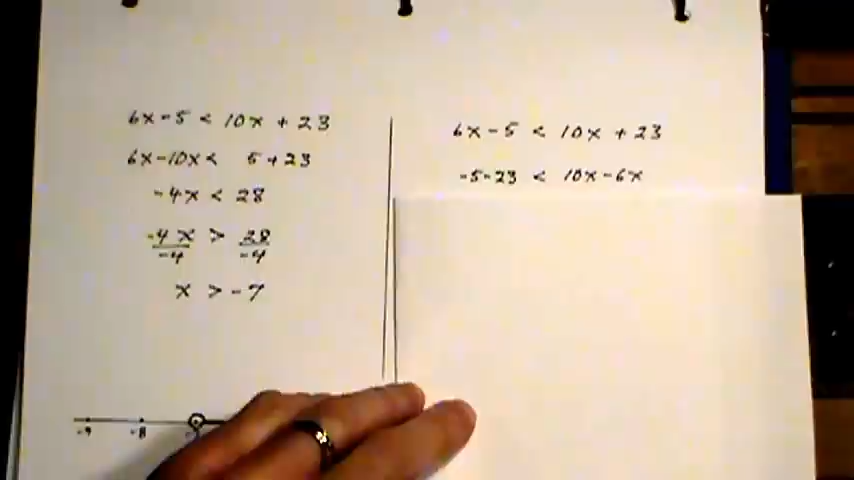 6x-5 < 10x + 23
6x-10x < 5+23
-4x < 28
-4x > 28
-4 -4
x > -7
-9 -8
6x-5 < 10x +23
-5-23 < 10x-6x